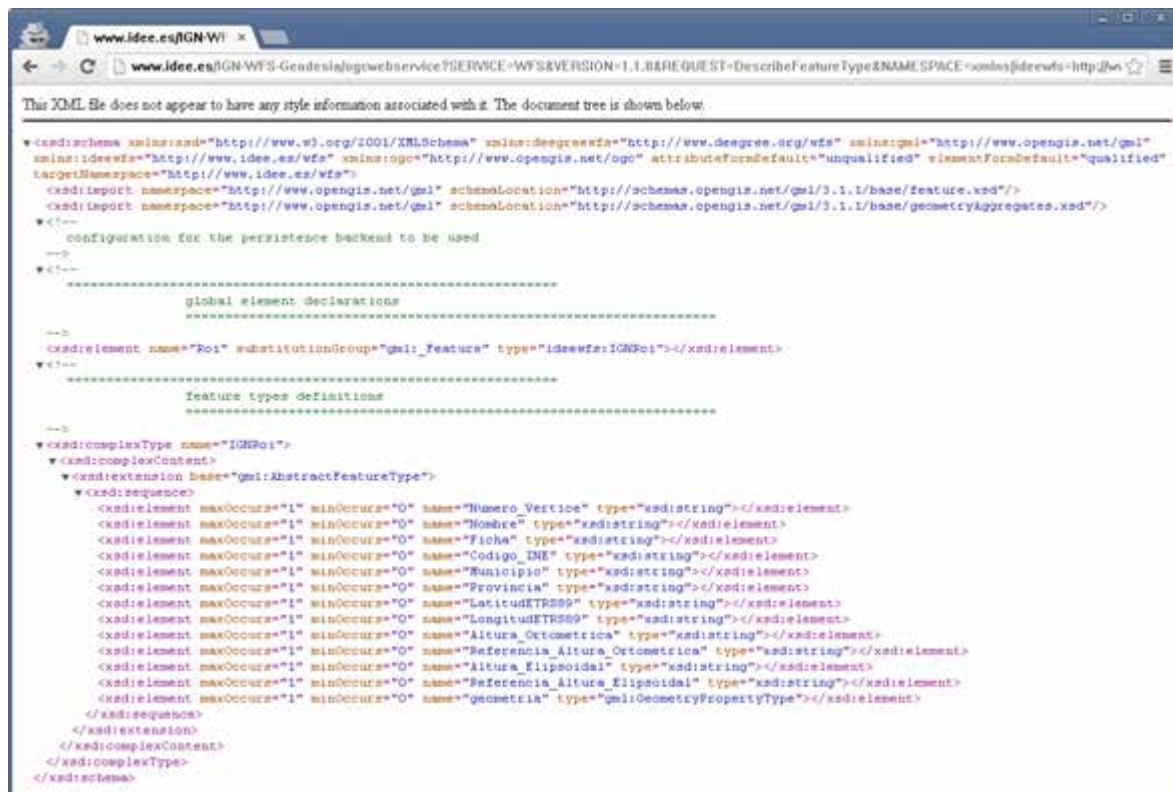 www.idee.es/IGN-WF ×
www.idee.es/IGN-WFS-Geodesia/ogcwebservice?SERVICE=WFS&VERSION=1.1.0&REQUEST=DescribeFeatureType&NAMESPACE=xmlns(ideewfs=http://
This XML file does not appear to have any style information associated with it. The document tree is shown below.
▼<xsd:schema xmlns:xsd="http://www.w3.org/2001/XMLSchema" xmlns:deegreewfs="http://www.deegree.org/wfs" xmlns:gml="http://www.opengis.net/gml"
xmlns:ideewfs="http://www.idee.es/wfs" xmlns:ogc="http://www.opengis.net/ogc" attributeFormDefault="unqualified" elementFormDefault="qualified"
targetNamespace="http://www.idee.es/wfs">
<xsd:import namespace="http://www.opengis.net/gml" schemaLocation="http://schemas.opengis.net/gml/3.1.1/base/feature.xsd"/>
<xsd:import namespace="http://www.opengis.net/gml" schemaLocation="http://schemas.opengis.net/gml/3.1.1/base/geometryAggregates.xsd"/>
▼<!--
configuration for the persistence backend to be used
-->
▼<!--
===================================================================
global element declarations
=========================================================================
-->
<xsd:element name="Roi" substitutionGroup="gml:_Feature" type="ideewfs:IGNRoi"></xsd:element>
▼<!--
===================================================================
feature types definitions
=========================================================================
-->
▼<xsd:complexType name="IGNRoi">
▼<xsd:complexContent>
▼<xsd:extension base="gml:AbstractFeatureType">
▼<xsd:sequence>
<xsd:element maxOccurs="1" minOccurs="0" name="Numero_Vertice" type="xsd:string"></xsd:element>
<xsd:element maxOccurs="1" minOccurs="0" name="Nombre" type="xsd:string"></xsd:element>
<xsd:element maxOccurs="1" minOccurs="0" name="Ficha" type="xsd:string"></xsd:element>
<xsd:element maxOccurs="1" minOccurs="0" name="Codigo_INE" type="xsd:string"></xsd:element>
<xsd:element maxOccurs="1" minOccurs="0" name="Municipio" type="xsd:string"></xsd:element>
<xsd:element maxOccurs="1" minOccurs="0" name="Provincia" type="xsd:string"></xsd:element>
<xsd:element maxOccurs="1" minOccurs="0" name="LatitudETRS89" type="xsd:string"></xsd:element>
<xsd:element maxOccurs="1" minOccurs="0" name="LongitudETRS89" type="xsd:string"></xsd:element>
<xsd:element maxOccurs="1" minOccurs="0" name="Altura_Ortometrica" type="xsd:string"></xsd:element>
<xsd:element maxOccurs="1" minOccurs="0" name="Referencia_Altura_Ortometrica" type="xsd:string"></xsd:element>
<xsd:element maxOccurs="1" minOccurs="0" name="Altura_Elipsoidal" type="xsd:string"></xsd:element>
<xsd:element maxOccurs="1" minOccurs="0" name="Referencia_Altura_Elipsoidal" type="xsd:string"></xsd:element>
<xsd:element maxOccurs="1" minOccurs="0" name="geometria" type="gml:GeometryPropertyType"></xsd:element>
</xsd:sequence>
</xsd:extension>
</xsd:complexContent>
</xsd:complexType>
</xsd:schema>